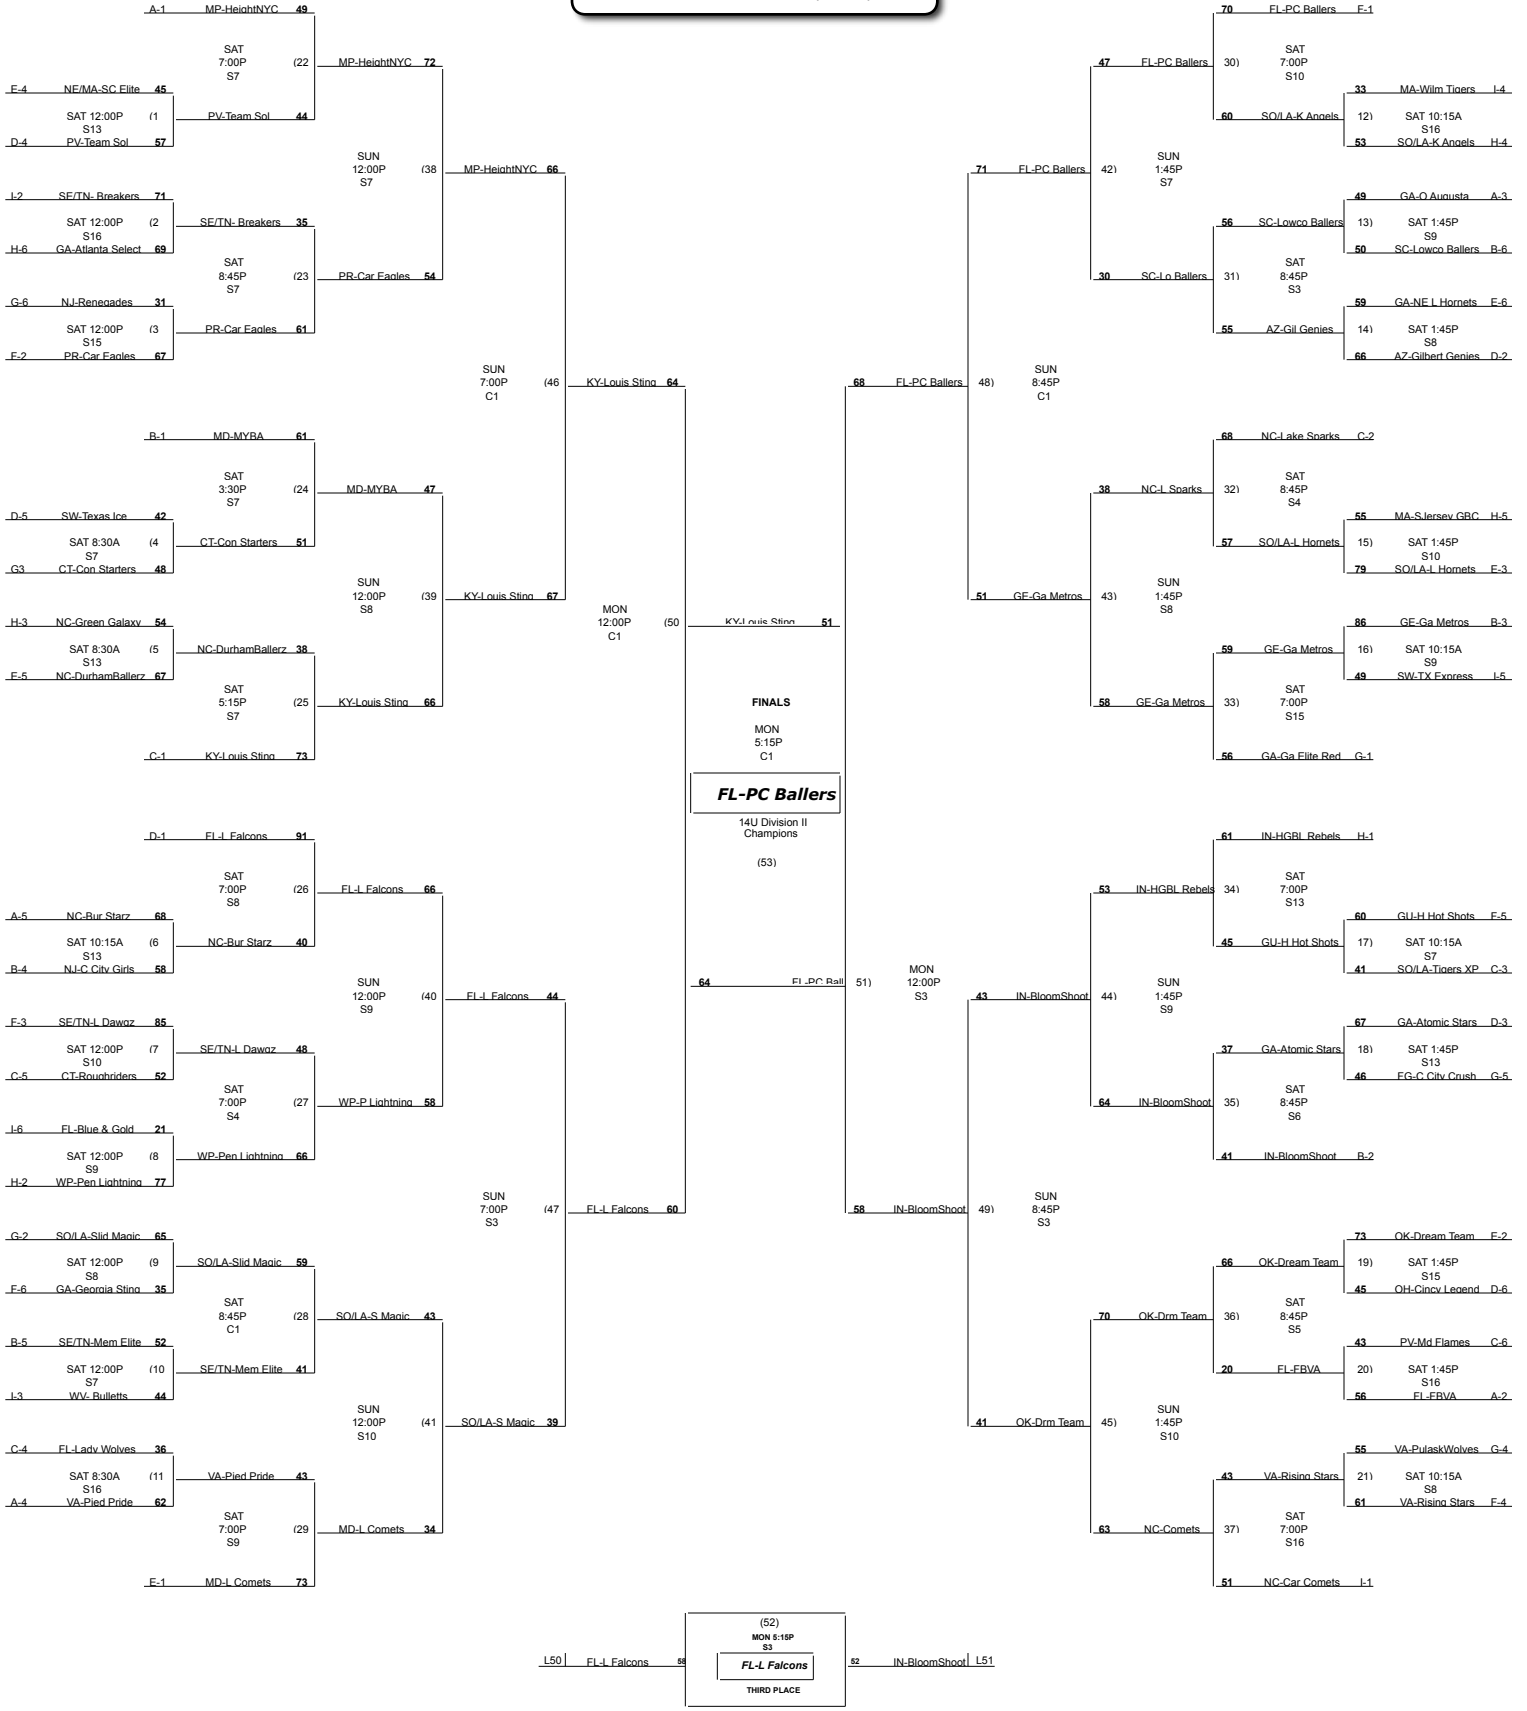 A-1 MP-HeightNYC 49
SAT
7:00P (22
S7
MP-HeightNYC 72
E-4 NE/MA-SC Elite 45
SAT 12:00P (1
S13
PV-Team Sol 44
D-4 PV-Team Sol 57
SUN
12:00P (38
S7
MP-HeightNYC 66
I-2 SE/TN- Breakers 71
SAT 12:00P (2
S16
SE/TN- Breakers 35
H-6 GA-Atlanta Select 69
SAT
8:45P (23
S7
PR-Car Eagles 54
G-6 NJ-Renegades 31
SAT 12:00P (3
S15
PR-Car Eagles 61
F-2 PR-Car Eagles 67
SUN
7:00P (46
C1
KY-Louis Sting 64
B-1 MD-MYBA 61
SAT
3:30P (24
S7
MD-MYBA 47
D-5 SW-Texas Ice 42
SAT 8:30A (4
S7
CT-Con Starters 51
G3 CT-Con Starters 48
SUN
12:00P (39
S8
KY-Louis Sting 67
H-3 NC-Green Galaxy 54
SAT 8:30A (5
S13
NC-DurhamBallerz 38
E-5 NC-DurhamBallerz 67
SAT
5:15P (25
S7
KY-Louis Sting 66
C-1 KY-Louis Sting 73
MON
12:00P (50
C1
KY-Louis Sting 51
D-1 FL-L Falcons 91
SAT
7:00P (26
S8
FL-L Falcons 66
A-5 NC-Bur Starz 68
SAT 10:15A (6
S13
NC-Bur Starz 40
B-4 NJ-C City Girls 58
SUN
12:00P (40
S9
FL-L Falcons 44
F-3 SE/TN-L Dawgz 85
SAT 12:00P (7
S10
SE/TN-L Dawgz 48
C-5 CT-Roughriders 52
SAT
7:00P (27
S4
WP-P Lightning 58
I-6 FL-Blue & Gold 21
SAT 12:00P (8
S9
WP-Pen Lightning 66
H-2 WP-Pen Lightning 77
SUN
7:00P (47
S3
FL-L Falcons 60
G-2 SO/LA-Slid Magic 65
SAT 12:00P (9
S8
SO/LA-Slid Magic 59
F-6 GA-Georgia Sting 35
SAT
8:45P (28
C1
SO/LA-S Magic 43
B-5 SE/TN-Mem Elite 52
SAT 12:00P (10
S7
SE/TN-Mem Elite 41
I-3 WV- Bulletts 44
SUN
12:00P (41
S10
SO/LA-S Magic 39
C-4 FL-Lady Wolves 36
SAT 8:30A (11
S16
VA-Pied Pride 43
A-4 VA-Pied Pride 62
SAT
7:00P (29
S9
MD-L Comets 34
E-1 MD-L Comets 73
FINALS
MON
5:15P
C1
FL-PC Ballers
14U Division II
Champions
(53)
70 FL-PC Ballers F-1
47 FL-PC Ballers 30)
SAT
7:00P
S10
33 MA-Wilm Tigers I-4
60 SO/LA-K Angels 12)
SAT 10:15A
S16
53 SO/LA-K Angels H-4
71 FL-PC Ballers 42)
SUN
1:45P
S7
49 GA-O Augusta A-3
56 SC-Lowco Ballers 13)
SAT 1:45P
S9
50 SC-Lowco Ballers B-6
30 SC-Lo Ballers 31)
SAT
8:45P
S3
59 GA-NE L Hornets E-6
55 AZ-Gil Genies 14)
SAT 1:45P
S8
66 AZ-Gilbert Genies D-2
68 FL-PC Ballers 48)
SUN
8:45P
C1
68 NC-Lake Sparks C-2
38 NC-L Sparks 32)
SAT
8:45P
S4
55 MA-SJersey GBC H-5
57 SO/LA-L Hornets 15)
SAT 1:45P
S10
79 SO/LA-L Hornets E-3
51 GE-Ga Metros 43)
SUN
1:45P
S8
86 GE-Ga Metros B-3
59 GE-Ga Metros 16)
SAT 10:15A
S9
49 SW-TX Express I-5
58 GE-Ga Metros 33)
SAT
7:00P
S15
56 GA-Ga Elite Red G-1
64 FL-PC Ball 51)
MON
12:00P
S3
61 IN-HGBL Rebels H-1
53 IN-HGBL Rebels 34)
SAT
7:00P
S13
60 GU-H Hot Shots F-5
45 GU-H Hot Shots 17)
SAT 10:15A
S7
41 SO/LA-Tigers XP C-3
43 IN-BloomShoot 44)
SUN
1:45P
S9
67 GA-Atomic Stars D-3
37 GA-Atomic Stars 18)
SAT 1:45P
S13
46 FG-C City Crush G-5
64 IN-BloomShoot 35)
SAT
8:45P
S6
41 IN-BloomShoot B-2
58 IN-BloomShoot 49)
SUN
8:45P
S3
73 OK-Dream Team E-2
66 OK-Dream Team 19)
SAT 1:45P
S15
45 OH-Cincy Legend D-6
70 OK-Drm Team 36)
SAT
8:45P
S5
43 PV-Md Flames C-6
20 FL-FBVA 20)
SAT 1:45P
S16
56 FL-FBVA A-2
41 OK-Drm Team 45)
SUN
1:45P
S10
55 VA-PulaskWolves G-4
43 VA-Rising Stars 21)
SAT 10:15A
S8
61 VA-Rising Stars F-4
63 NC-Comets 37)
SAT
7:00P
S16
51 NC-Car Comets I-1
(52)
MON 5:15P
S3
L50 FL-L Falcons 58
FL-L Falcons
52 IN-BloomShoot L51
THIRD PLACE